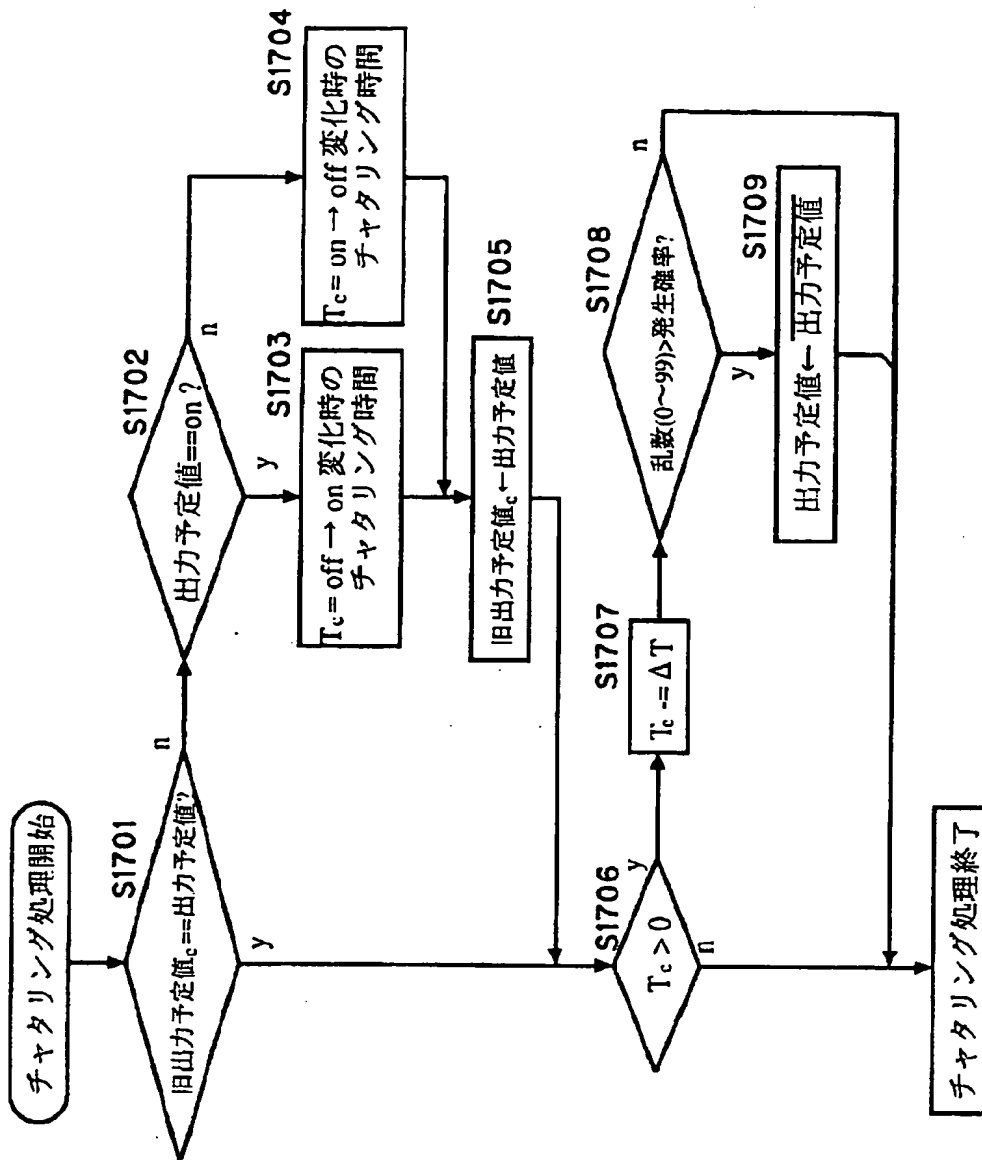 チャタリング処理開始
S1701
旧出力予定値c==出力予定値?
n
y
S1702
出力予定値==on ?
n
y
S1703
Tc= off → on 変化時の
チャタリング時間
S1704
Tc= on → off 変化時の
チャタリング時間
S1705
旧出力予定値c ← 出力予定値
S1706
Tc > 0
y
n
S1707
Tc -= ΔT
S1708
乱数(0〜99)>発生確率?
n
y
S1709
出力予定値← 出力予定値
チャタリング処理終了